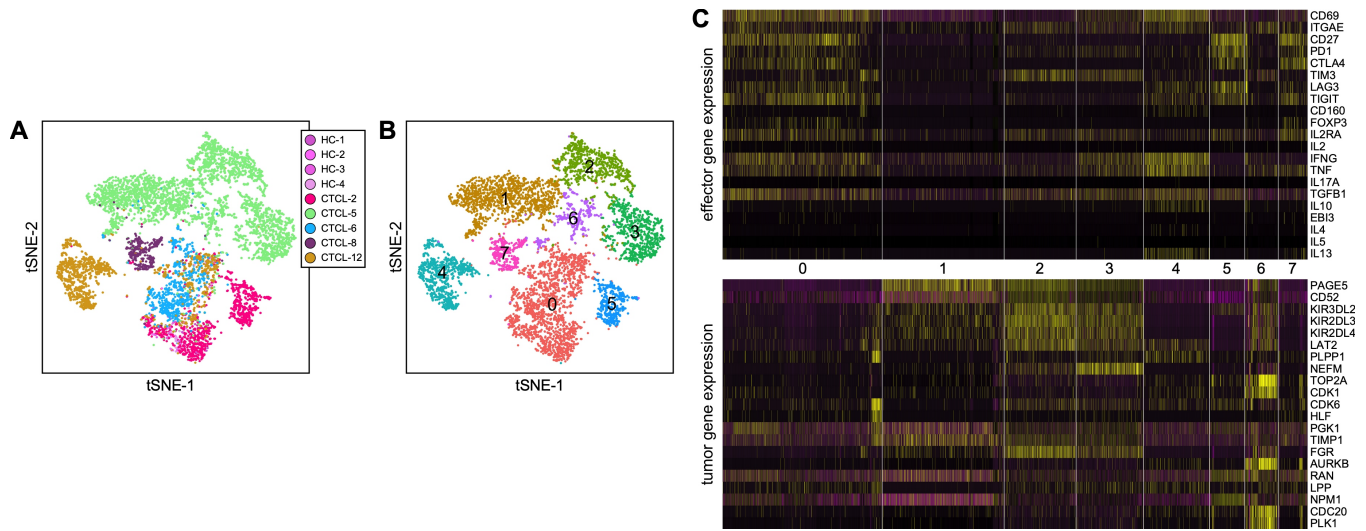 A
tSNE-2
tSNE-1
HC-1
HC-2
HC-3
HC-4
CTCL-2
CTCL-5
CTCL-6
CTCL-8
CTCL-12
B
0
1
2
3
4
5
6
7
tSNE-1
C
effector gene expression
CD69
ITGAE
CD27
PD1
CTLA4
TIM3
LAG3
TIGIT
CD160
FOXP3
IL2RA
IL2
IFNG
TNF
IL17A
TGFB1
IL10
EBI3
IL4
IL5
IL13
0 1 2 3 4 5 6 7
tumor gene expression
PAGE5
CD52
KIR3DL2
KIR2DL3
KIR2DL4
LAT2
PLPP1
NEFM
TOP2A
CDK1
CDK6
HLF
PGK1
TIMP1
FGR
AURKB
RAN
LPP
NPM1
CDC20
PLK1